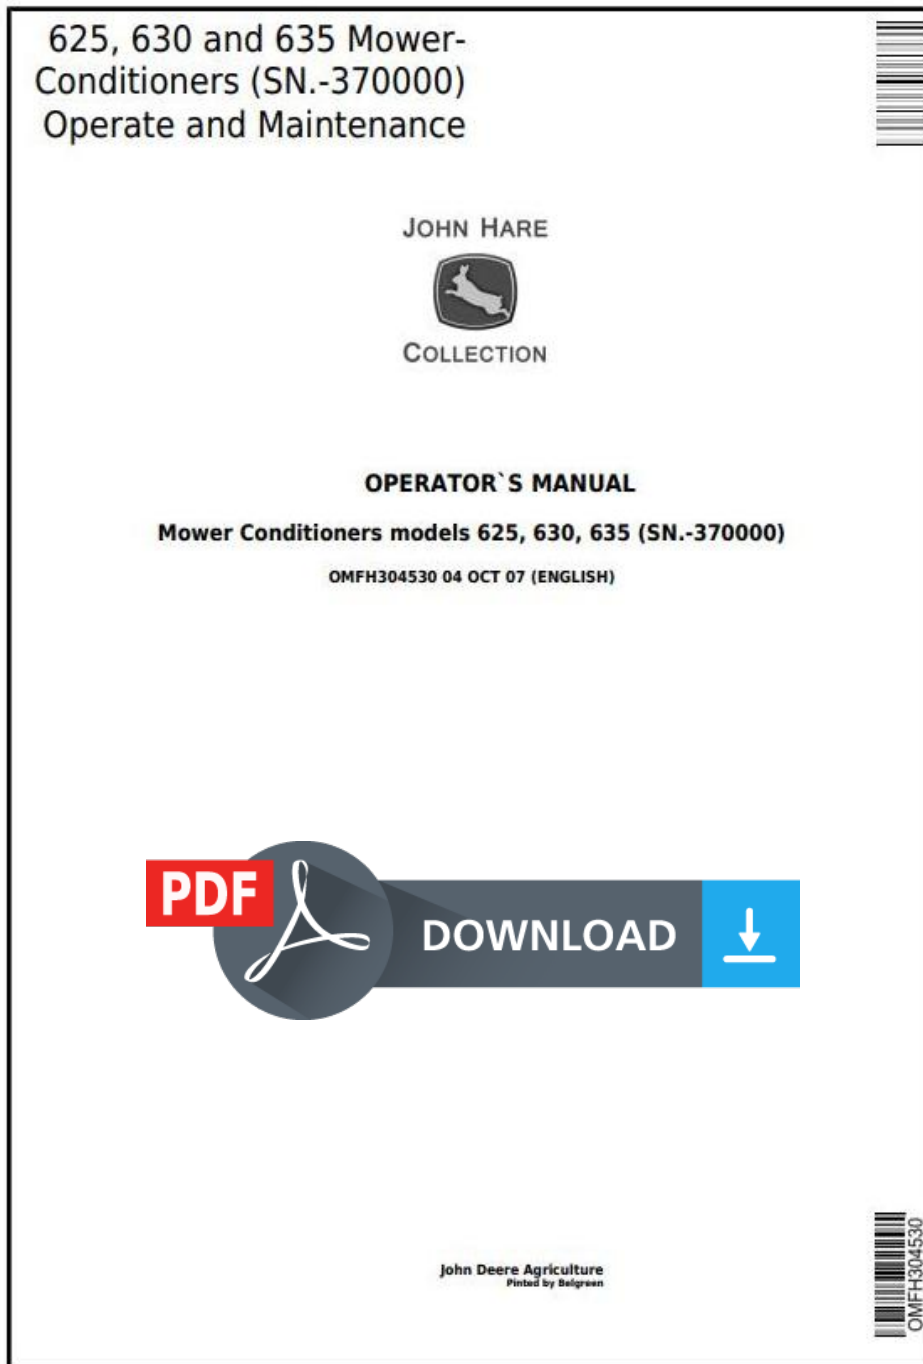 625, 630 and 635 Mower-
Conditioners (SN.-370000)
Operate and Maintenance
JOHN HARE
COLLECTION
OPERATOR`S MANUAL
Mower Conditioners models 625, 630, 635 (SN.-370000)
OMFH304530 04 OCT 07 (ENGLISH)
PDF
DOWNLOAD
John Deere Agriculture
Pinted by Belgreen
OMFH304530